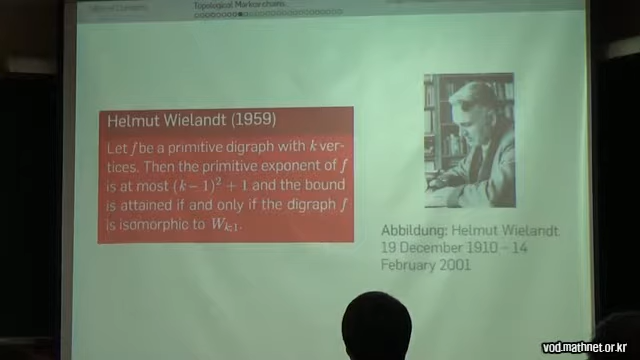 Topological Markov chains
Helmut Wielandt (1959)
Let f be a primitive digraph with k ver-
tices. Then the primitive exponent of f
is at most (k−1)² + 1 and the bound
is attained if and only if the digraph f
is isomorphic to W_{k,1}.
Abbildung: Helmut Wielandt.
19 December 1910 – 14
February 2001
vod.mathnet.or.kr